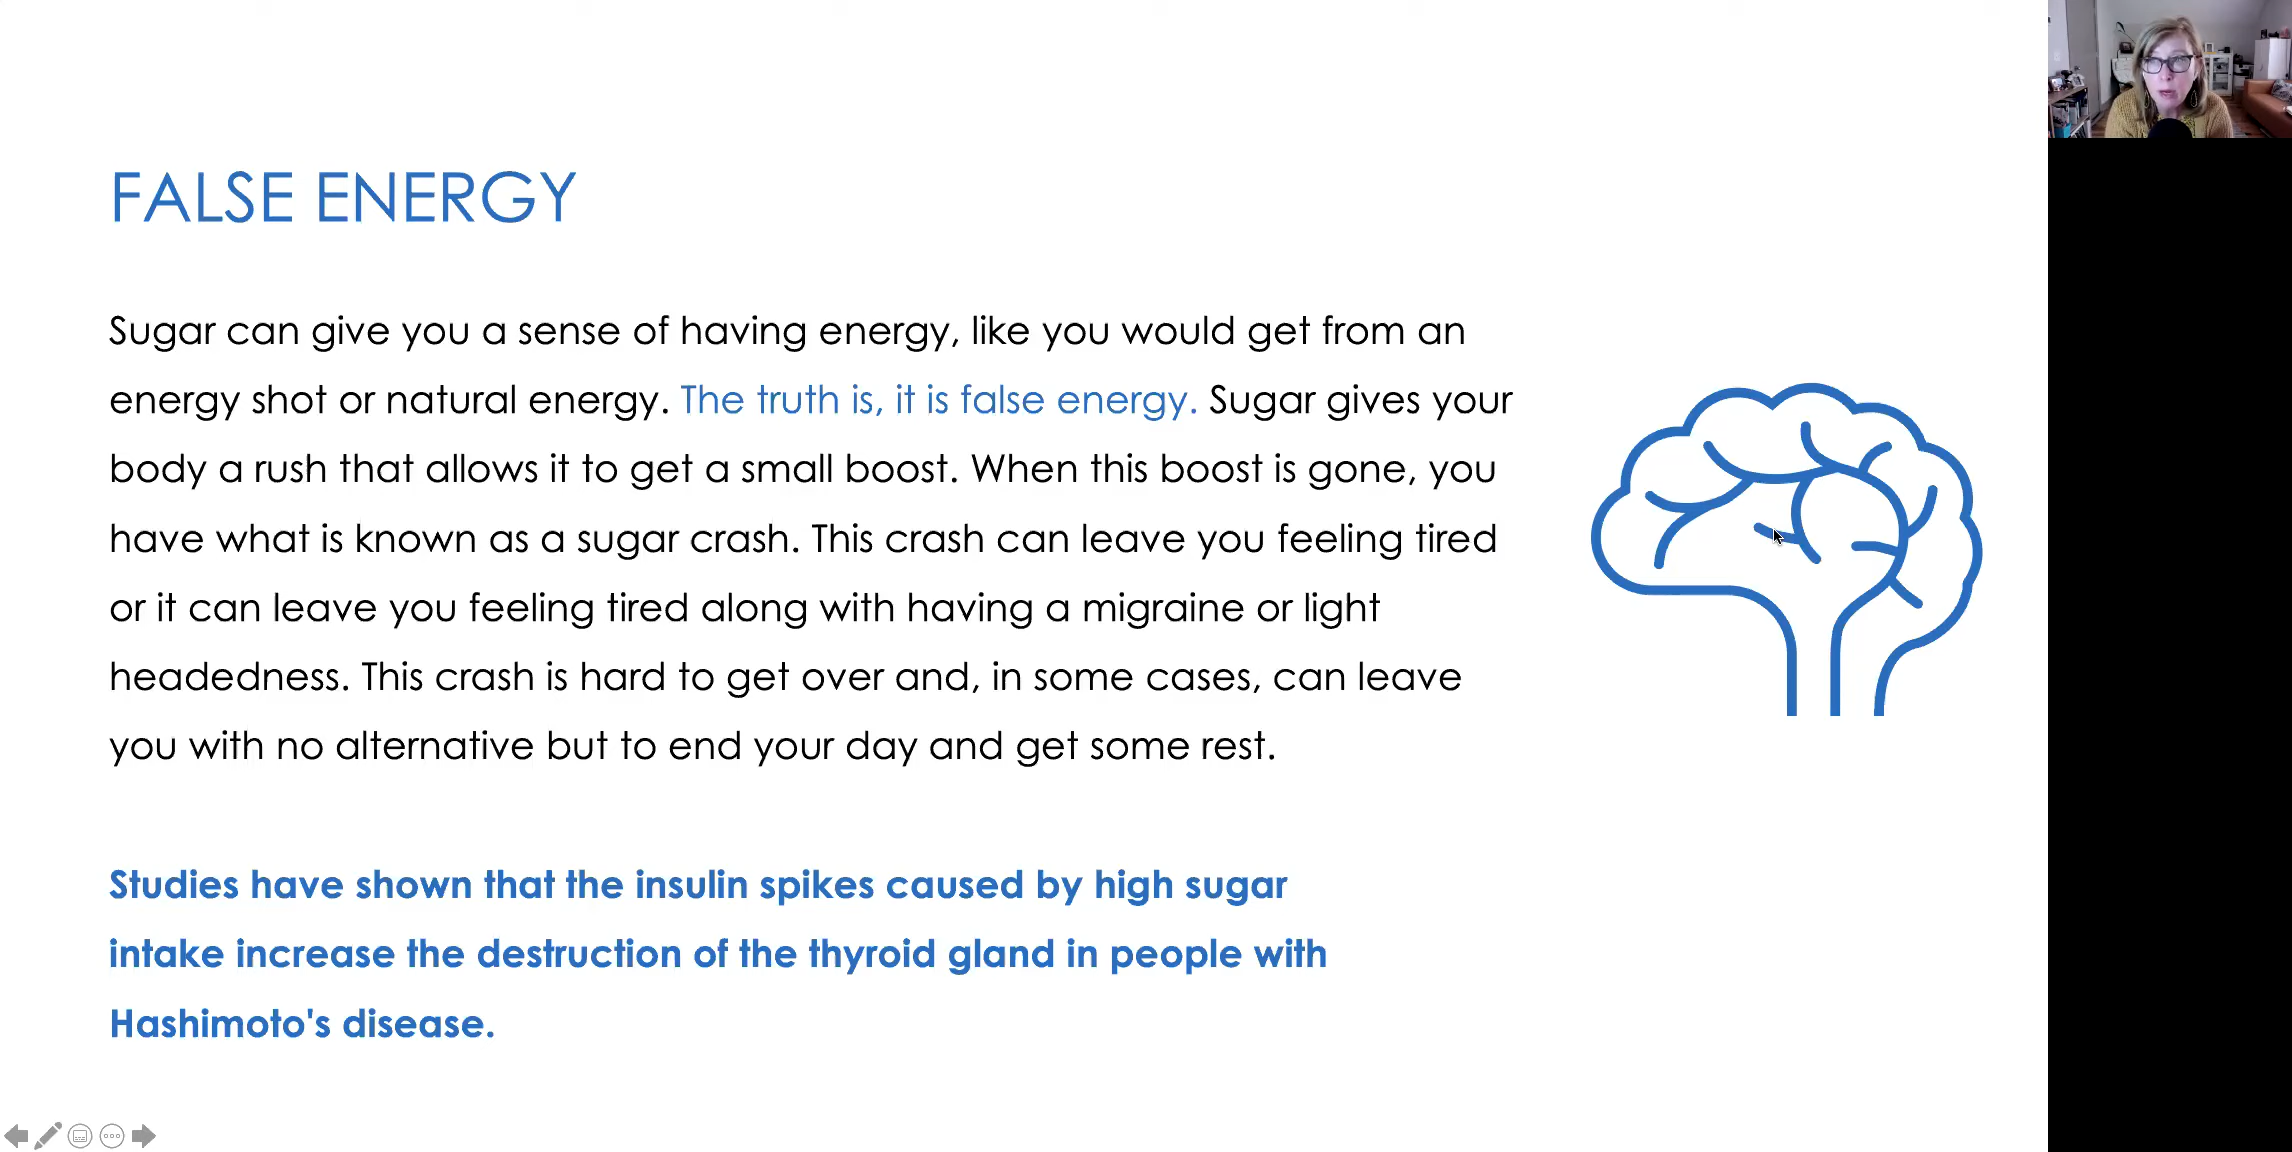 FALSE ENERGY
Sugar can give you a sense of having energy, like you would get from an
energy shot or natural energy. The truth is, it is false energy. Sugar gives your
body a rush that allows it to get a small boost. When this boost is gone, you
have what is known as a sugar crash. This crash can leave you feeling tired
or it can leave you feeling tired along with having a migraine or light
headedness. This crash is hard to get over and, in some cases, can leave
you with no alternative but to end your day and get some rest.
Studies have shown that the insulin spikes caused by high sugar
intake increase the destruction of the thyroid gland in people with
Hashimoto's disease.